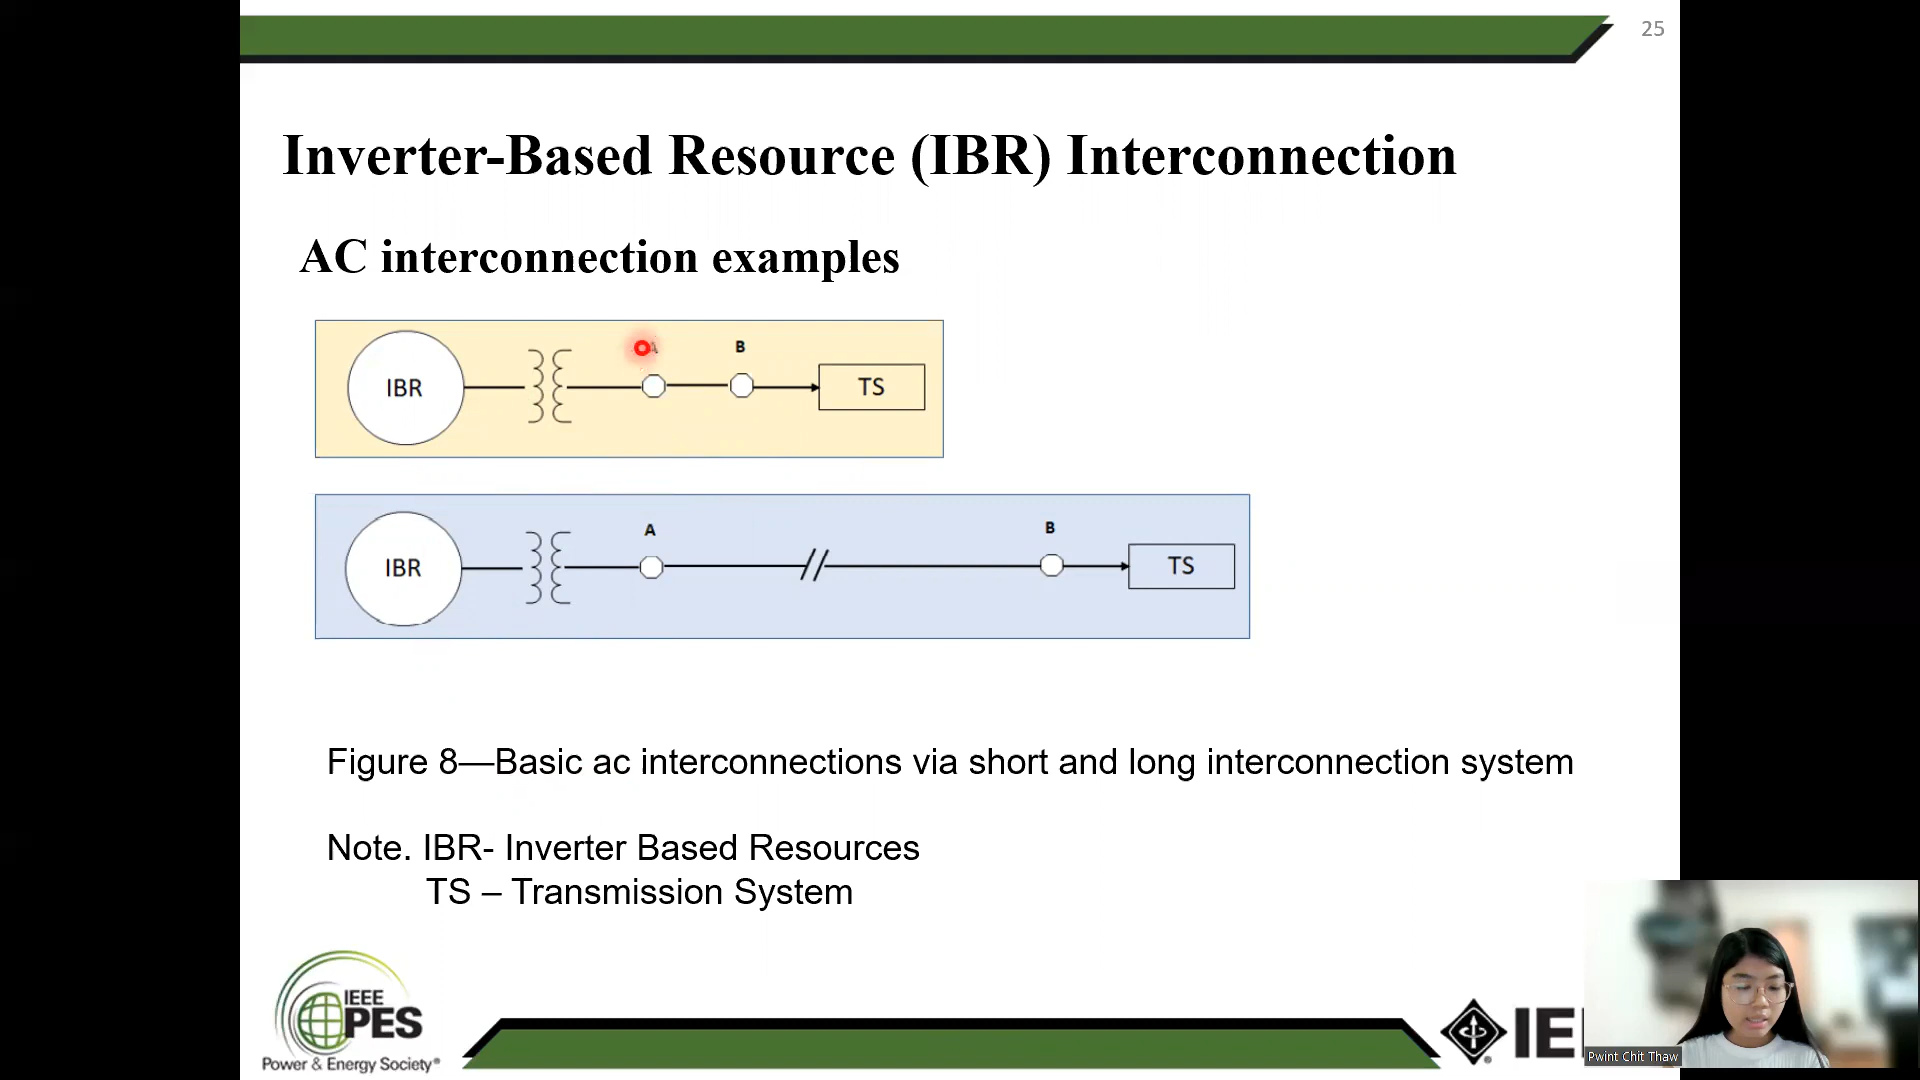 25
Inverter-Based Resource (IBR) Interconnection
AC interconnection examples
A B
IBR TS
A B
IBR TS
Figure 8—Basic ac interconnections via short and long interconnection system
Note. IBR- Inverter Based Resources
TS – Transmission System
IEEE
PES
Power & Energy Society®
IE
Pwint Chit Thaw